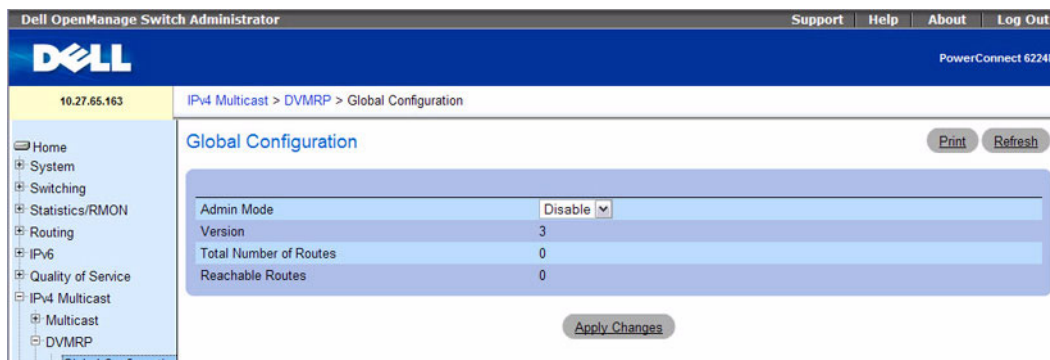 Dell OpenManage Switch Administrator
Support Help About Log Out
DELL
PowerConnect 6224
10.27.65.163
IPv4 Multicast > DVMRP > Global Configuration
Home
System
Switching
Statistics/RMON
Routing
IPv6
Quality of Service
IPv4 Multicast
Multicast
DVMRP
Global Configuration
Print Refresh
Admin Mode Disable
Version 3
Total Number of Routes 0
Reachable Routes 0
Apply Changes